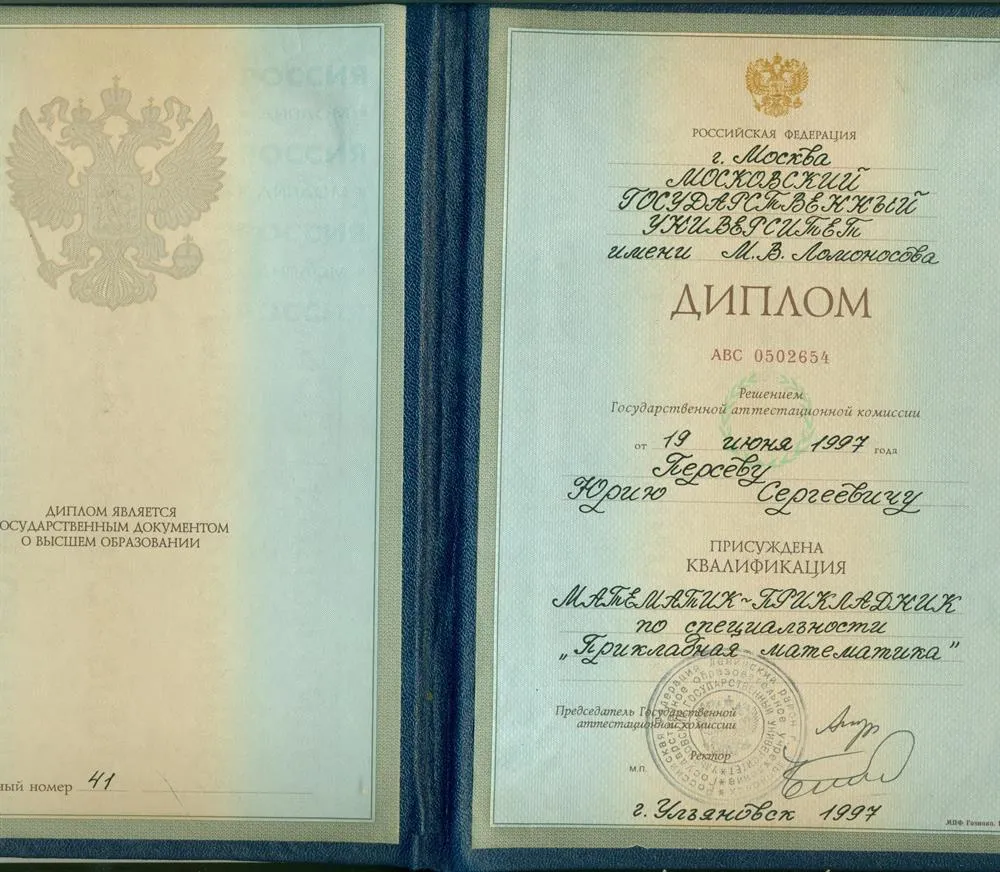 ДИПЛОМ ЯВЛЯЕТСЯ
ОСУДАРСТВЕННЫМ ДОКУМЕНТОМ
О ВЫСШЕМ ОБРАЗОВАНИИ
ный номер 41
РОССИЙСКАЯ ФЕДЕРАЦИЯ
г. Москва
МОСКОВСКИЙ
ГОСУДАРСТВЕННЫЙ
УНИВЕРСИТЕТ
имени М.В. Ломоносова
ДИПЛОМ
АВС 0502654
Решением
Государственной аттестационной комиссии
от 19 июня 1997 года
Персеву
Юрию Сергеевичу
ПРИСУЖДЕНА
КВАЛИФИКАЦИЯ
МАТЕМАТИК-ПРИКЛАДНИК
по специальности
„Прикладная математика"
Председатель Государственной
аттестационной комиссии
Ректор
М.П.
г. Ульяновск 1997